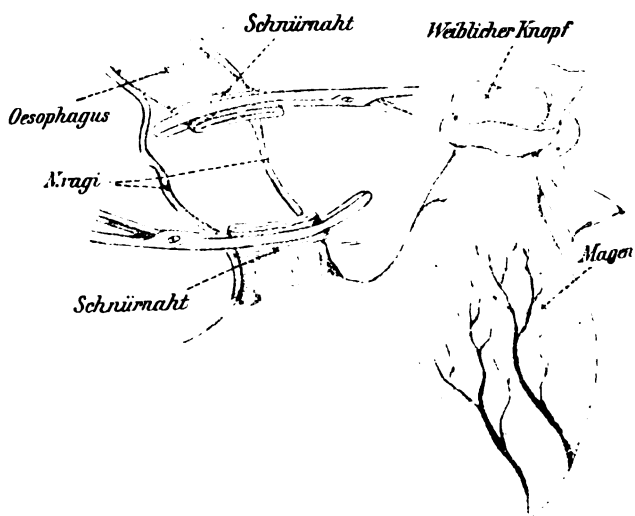 Schnürnaht
Weiblicher Knopf
Oesophagus
N.vagi
Magen
Schnürnaht